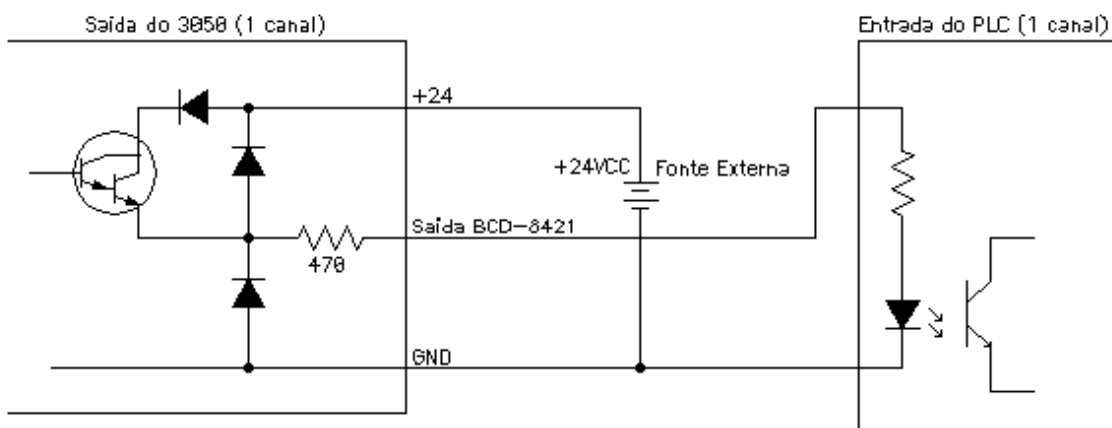 Saída do 3050 (1 canal)
Entrada do PLC (1 canal)
+24
+24VCC
Fonte Externa
Saída BCD-8421
470
GND